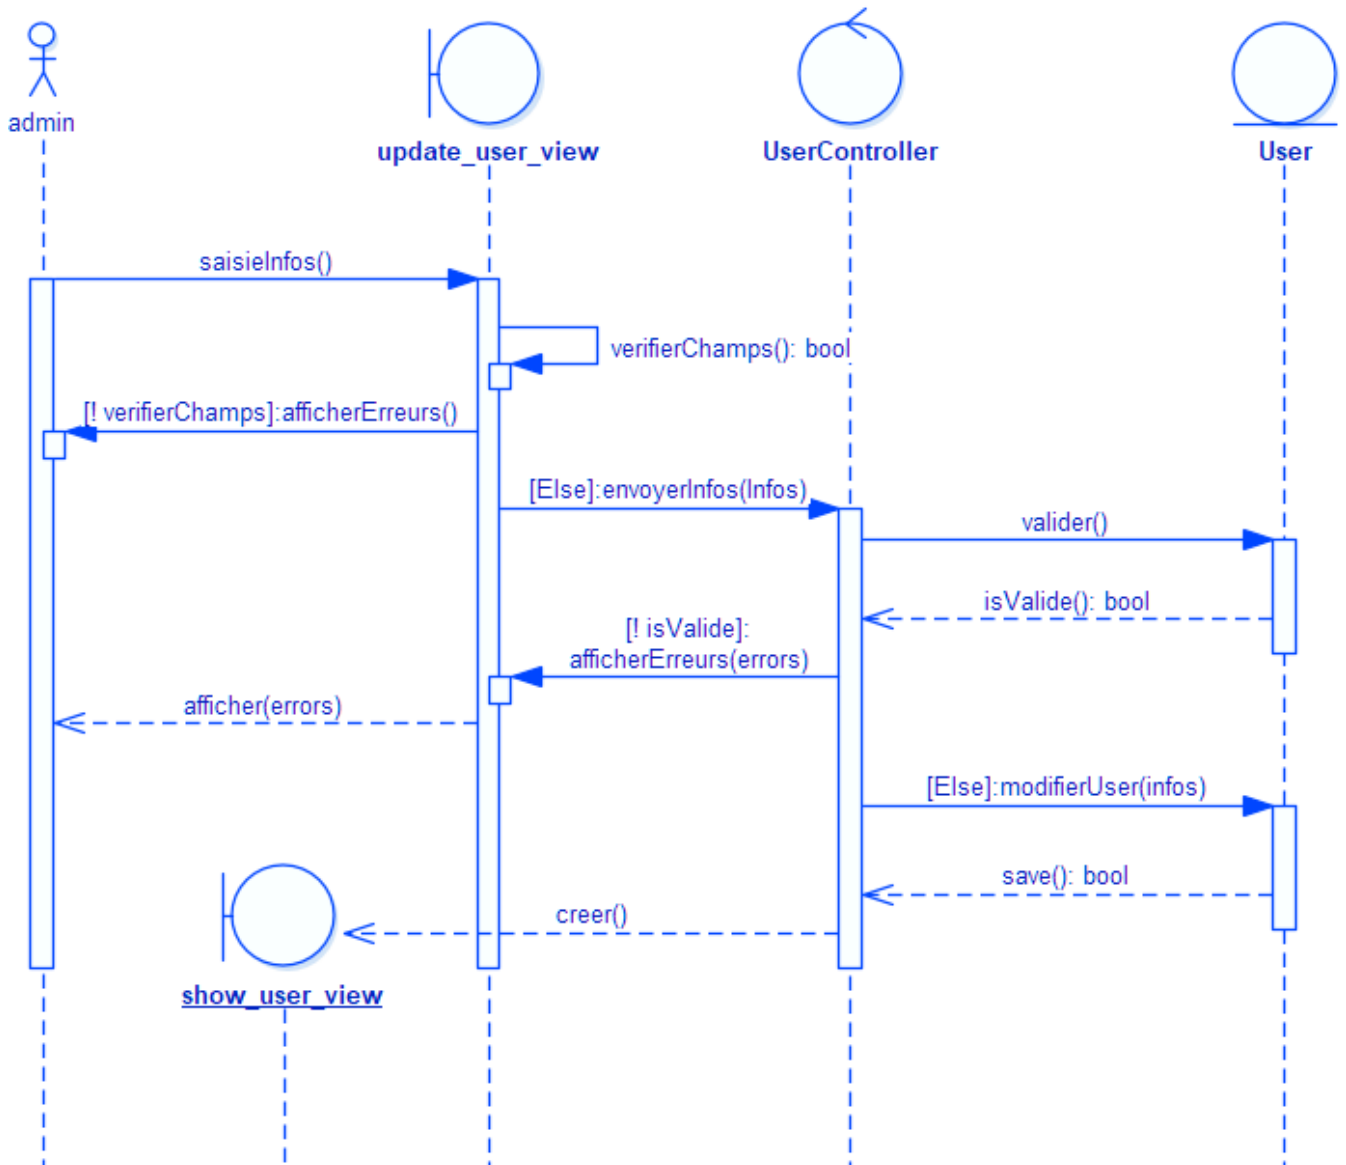 admin
update_user_view
UserController
User
saisieInfos()
verifierChamps(): bool
[! verifierChamps]:afficherErreurs()
[Else]:envoyerInfos(Infos)
valider()
isValide(): bool
[! isValide]:
afficherErreurs(errors)
afficher(errors)
[Else]:modifierUser(infos)
save(): bool
creer()
show_user_view